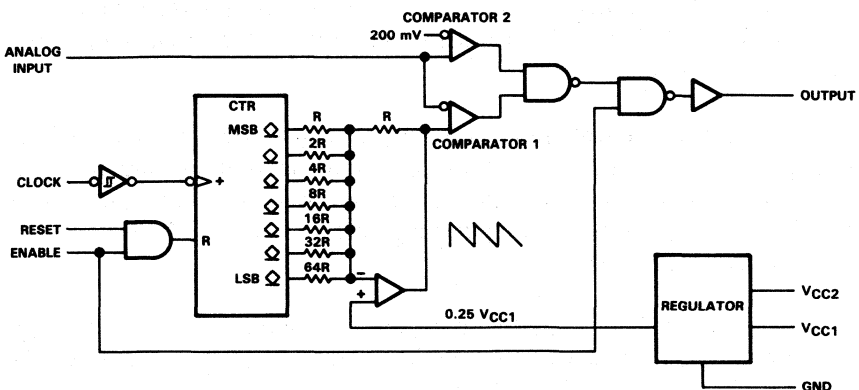 COMPARATOR 2
200 mV
ANALOG
INPUT
CTR
MSB
R
R
2R
4R
8R
16R
32R
64R
LSB
COMPARATOR 1
OUTPUT
CLOCK
+
RESET
ENABLE
R
−
+
0.25 VCC1
REGULATOR
VCC2
VCC1
GND